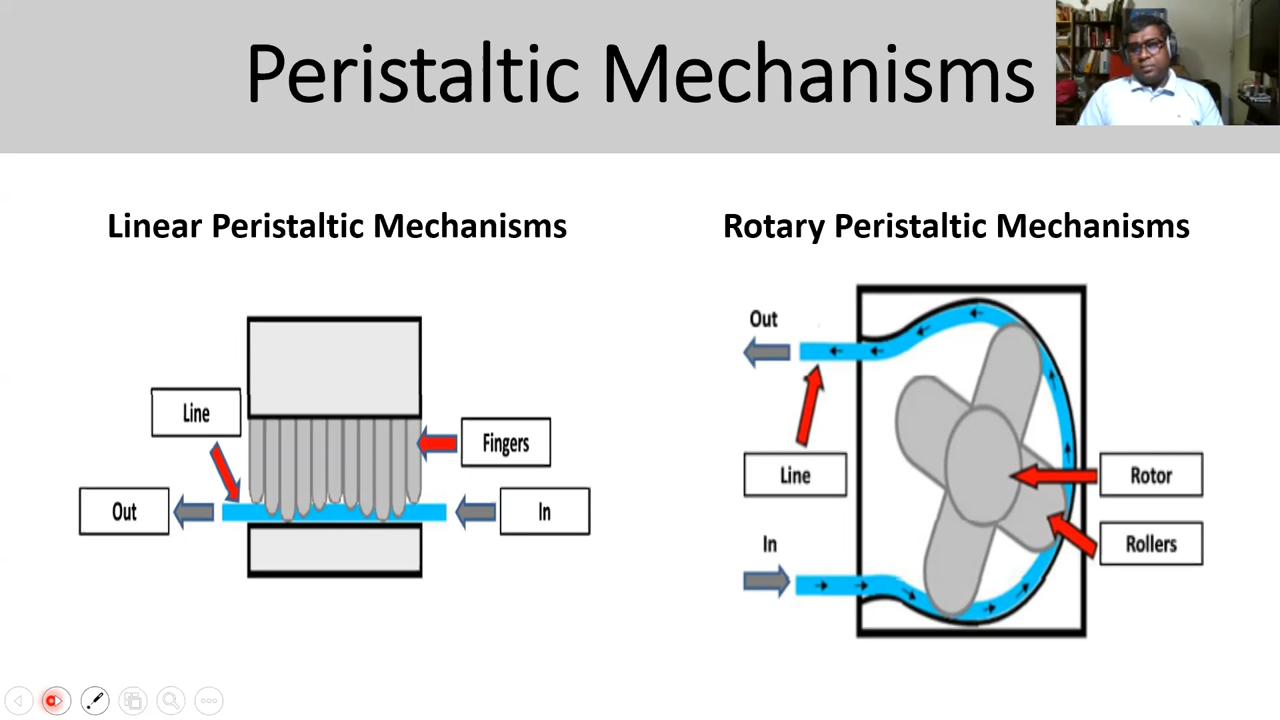 Peristaltic Mechanisms
Linear Peristaltic Mechanisms
Line
Fingers
Out
In
Rotary Peristaltic Mechanisms
Out
Line
Rotor
In
Rollers